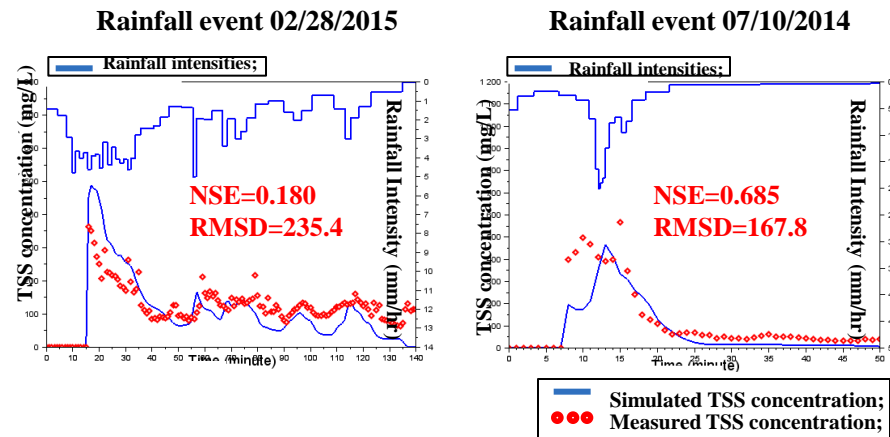 Rainfall event 02/28/2015
Rainfall event 07/10/2014
Rainfall intensities;
Rainfall intensities;
TSS concentration (mg/L)
100
0
NSE=0.180
RMSD=235.4
0
1
2
3
4
5
6
7
8
9
10
11
12
13
14
Rainfall Intensity (mm/hr)
0 10 20 30 40 50 60 70 80 90 100 110 120 130 140
Time (minute)
TSS concentration (mg/L)
1 200
400
200
0
NSE=0.685
RMSD=167.8
Rainfall Intensity (mm/hr)
0 5 10 15 20 25 30 35 40 45 50
Time (minute)
Simulated TSS concentration;
Measured TSS concentration;